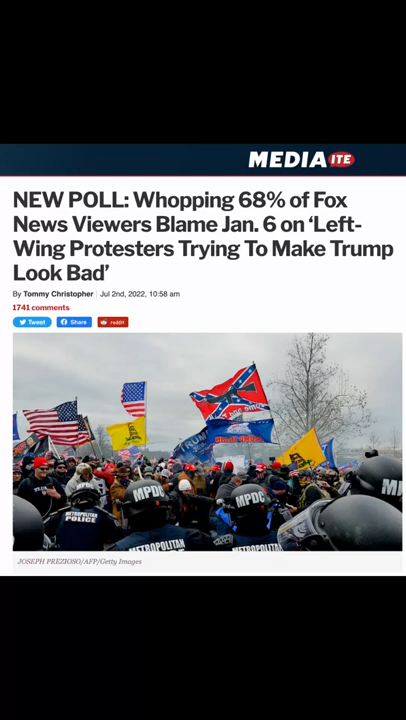 MEDIAITE
NEW POLL: Whopping 68% of Fox
News Viewers Blame Jan. 6 on ‘Left-
Wing Protesters Trying To Make Trump
Look Bad’
By Tommy Christopher | Jul 2nd, 2022, 10:58 am
1741 comments
Tweet Share reddit
TRUMP
MPDC
MPDC
METROPOLITAN
POLICE
METROPOLITAN
METROPOLITAN
JOSEPH PREZIOSO/AFP/Getty Images